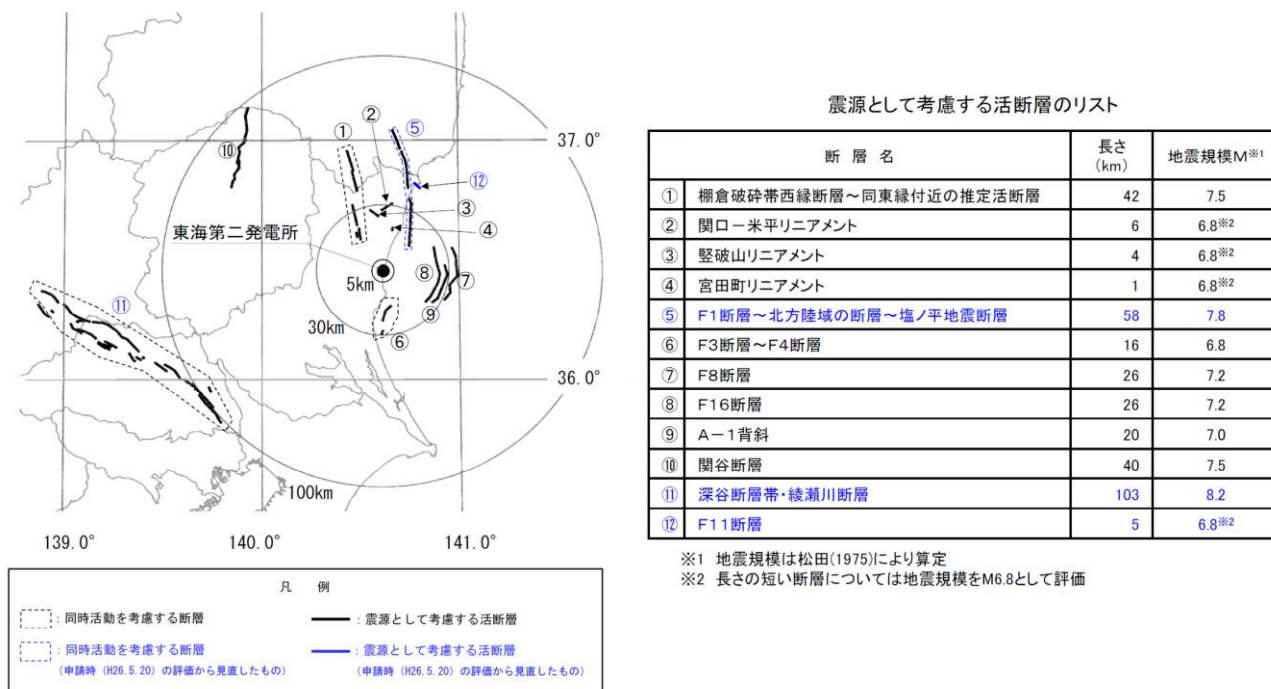 ②
⑤
①
37.0°
⑩
⑫
③
④
東海第二発電所
5km
⑧
⑦
⑪
⑨
30km
⑥
36.0°
100km
139.0°
140.0°
141.0°
凡 例
:同時活動を考慮する断層
:震源として考慮する活断層
:同時活動を考慮する断層
(申請時(H26.5.20)の評価から見直したもの)
:震源として考慮する活断層
(申請時(H26.5.20)の評価から見直したもの)
震源として考慮する活断層のリスト
断 層 名 長さ(km) 地震規模M※1
① 棚倉破砕帯西縁断層～同東縁付近の推定活断層 42 7.5
② 関口－米平リニアメント 6 6.8※2
③ 竪破山リニアメント 4 6.8※2
④ 宮田町リニアメント 1 6.8※2
⑤ F1断層～北方陸域の断層～塩ノ平地震断層 58 7.8
⑥ F3断層～F4断層 16 6.8
⑦ F8断層 26 7.2
⑧ F16断層 26 7.2
⑨ A－1背斜 20 7.0
⑩ 関谷断層 40 7.5
⑪ 深谷断層帯・綾瀬川断層 103 8.2
⑫ F11断層 5 6.8※2
※1 地震規模は松田(1975)により算定
※2 長さの短い断層については地震規模をM6.8として評価